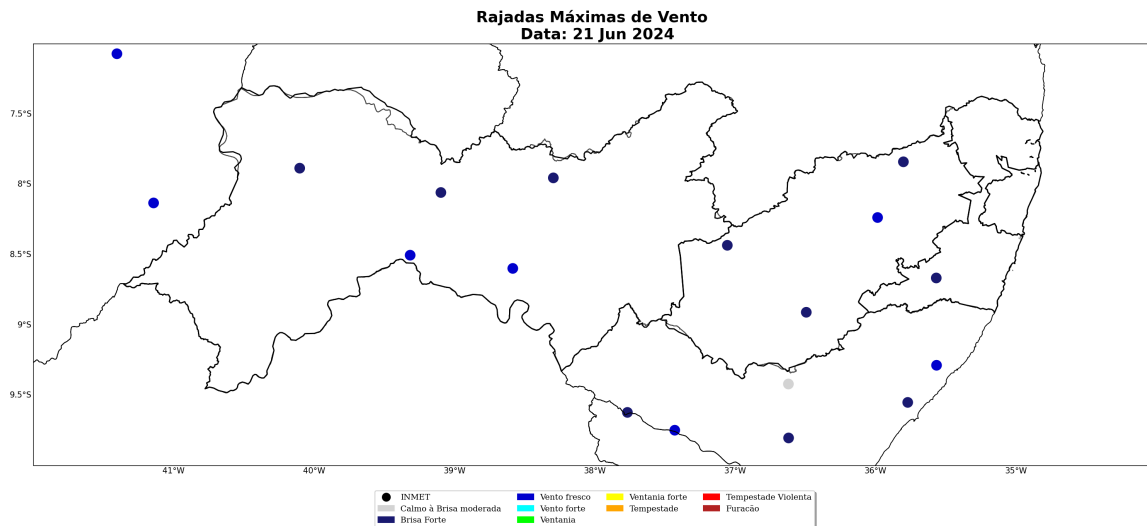 Rajadas Máximas de Vento
Data: 21 Jun 2024
7.5°S
8°S
8.5°S
9°S
9.5°S
41°W 40°W 39°W 38°W 37°W 36°W 35°W
INMET Vento fresco Ventania forte Tempestade Violenta
Calmo à Brisa moderada Vento forte Tempestade Furacão
Brisa Forte Ventania